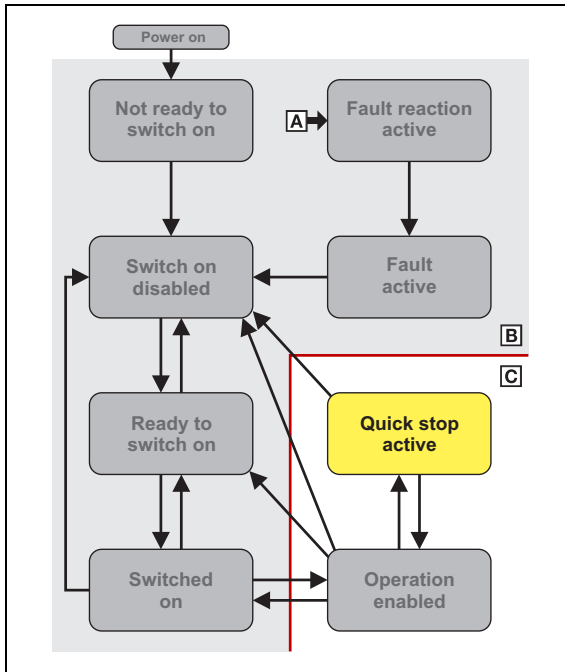 Power on
Not ready to
switch on
A
Fault reaction
active
Switch on
disabled
Fault
active
B
C
Ready to
switch on
Quick stop
active
Switched
on
Operation
enabled